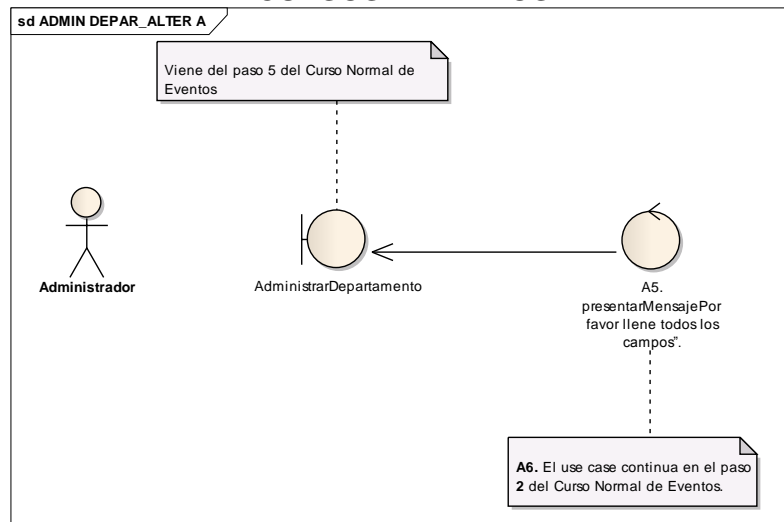 sd ADMIN DEPAR_ALTER A
Viene del paso 5 del Curso Normal de
Eventos
Administrador
AdministrarDepartamento
A5.
presentarMensajePor
favor llene todos los
campos”.
A6. El use case continua en el paso
2 del Curso Normal de Eventos.